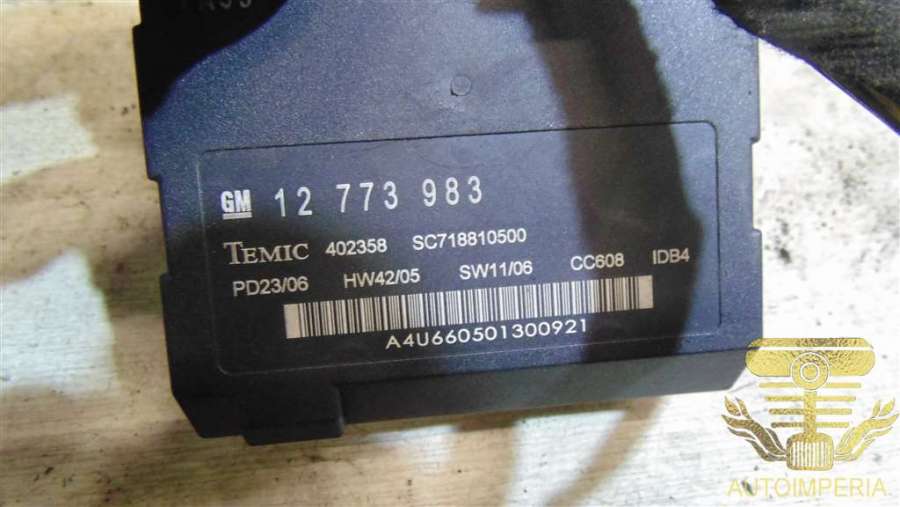 GM 12 773 983
TEMIC 402358 SC718810500
PD23/06 HW42/05 SW11/06 CC608 IDB4
A4U660501300921
AUTOIMPERIA